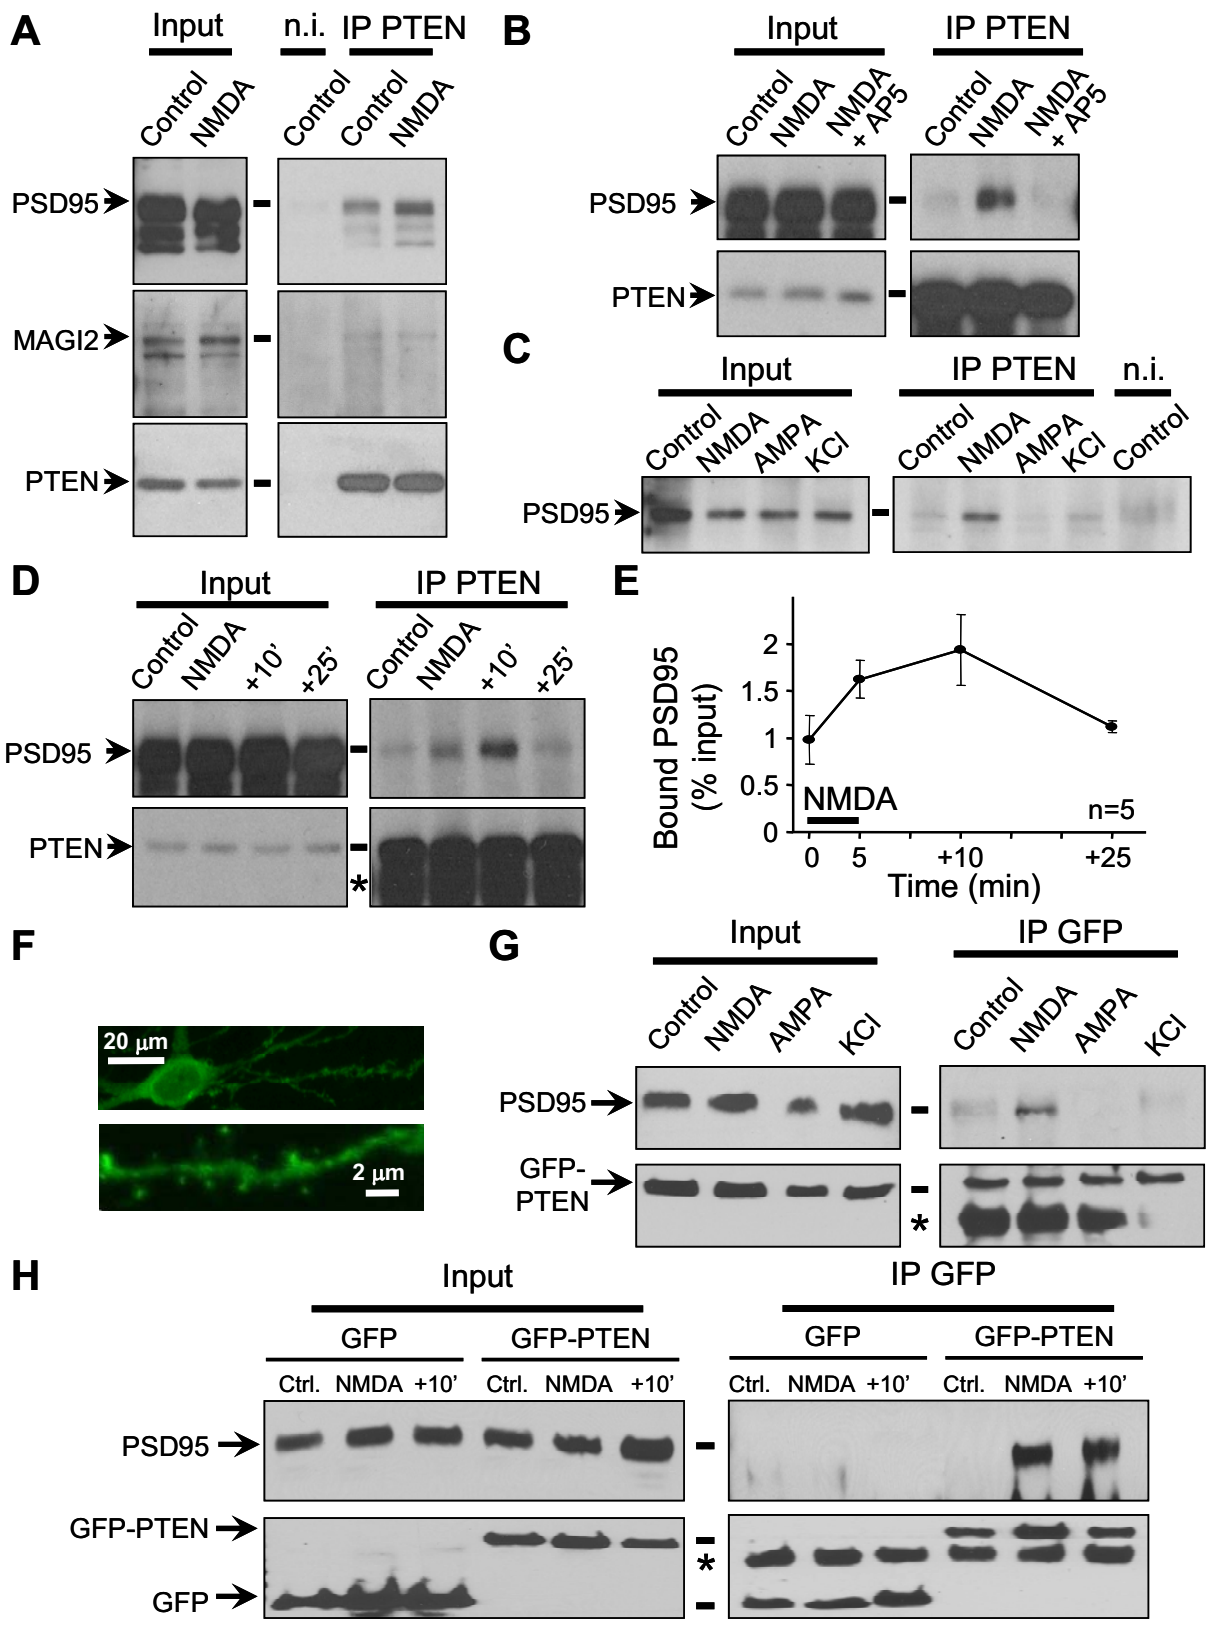 A
Input
n.i.
IP PTEN
Control
NMDA
Control
Control
NMDA
PSD95
MAGI2
PTEN
B
Input
IP PTEN
Control
NMDA
NMDA
+ AP5
Control
NMDA
NMDA
+ AP5
PSD95
PTEN
C
Input
IP PTEN
n.i.
Control
NMDA
AMPA
KCl
Control
NMDA
AMPA
KCl
Control
PSD95
D
Input
IP PTEN
Control
NMDA
+10’
+25’
Control
NMDA
+10’
+25’
PSD95
PTEN
*
E
Bound PSD95
(% input)
2
1.5
1
0.5
0
NMDA
n=5
0 5 +10 +25
Time (min)
F
20 µm
2 µm
G
Input
IP GFP
Control
NMDA
AMPA
KCl
Control
NMDA
AMPA
KCl
PSD95
GFP-
PTEN
*
H
Input
IP GFP
GFP GFP-PTEN GFP GFP-PTEN
Ctrl. NMDA +10’ Ctrl. NMDA +10’ Ctrl. NMDA +10’ Ctrl. NMDA +10’
PSD95
GFP-PTEN
*
GFP